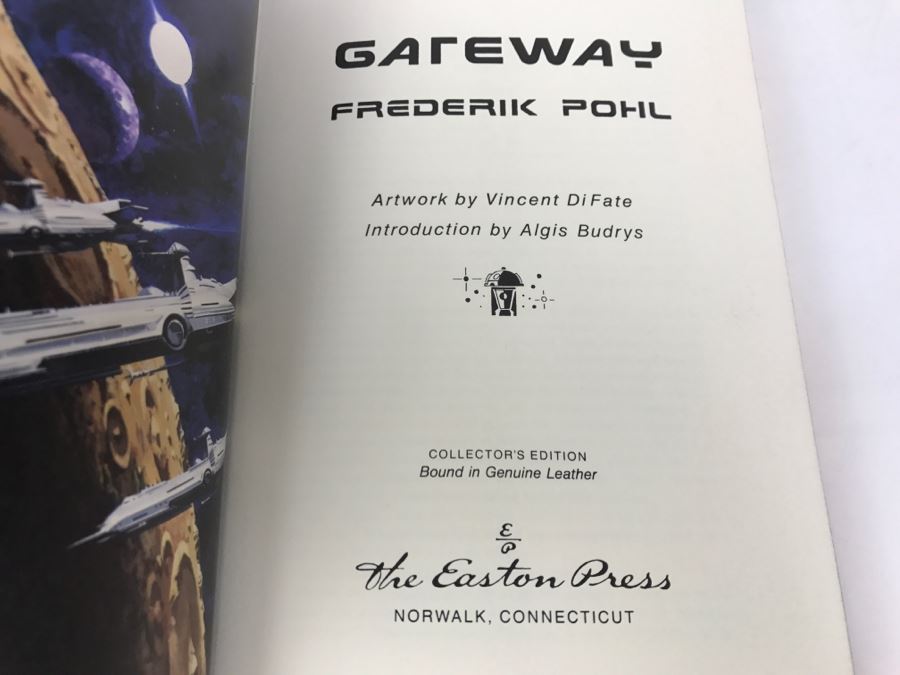 GATEWAY
FREDERIK POHL
Artwork by Vincent DiFate
Introduction by Algis Budrys
COLLECTOR'S EDITION
Bound in Genuine Leather
E
P
The Easton Press
NORWALK, CONNECTICUT